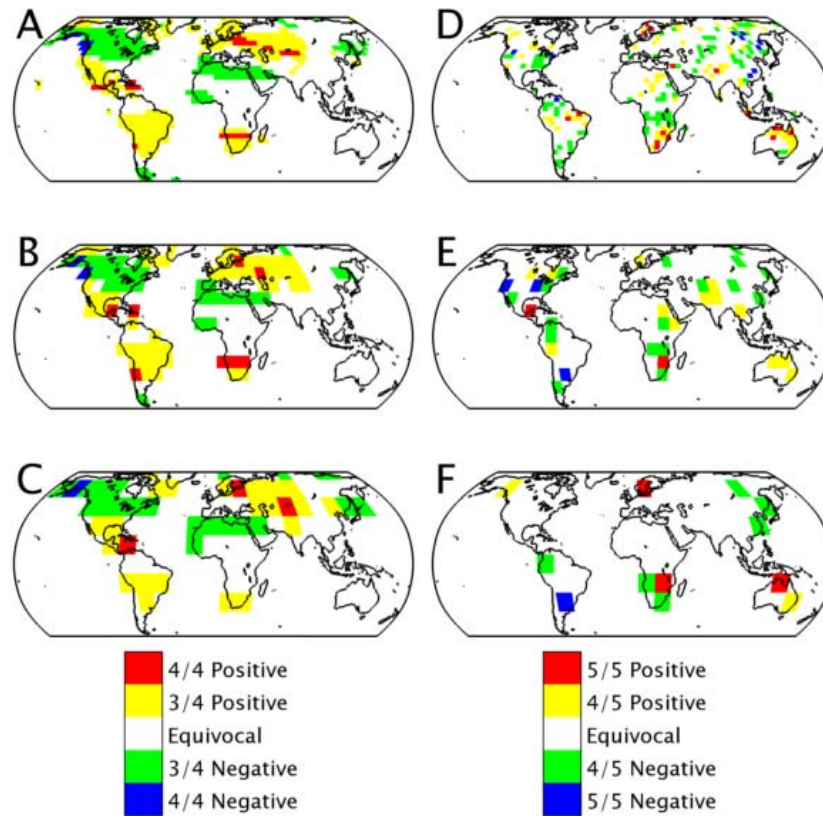 A
D
B
E
C
F
4/4 Positive
3/4 Positive
Equivocal
3/4 Negative
4/4 Negative
5/5 Positive
4/5 Positive
Equivocal
4/5 Negative
5/5 Negative